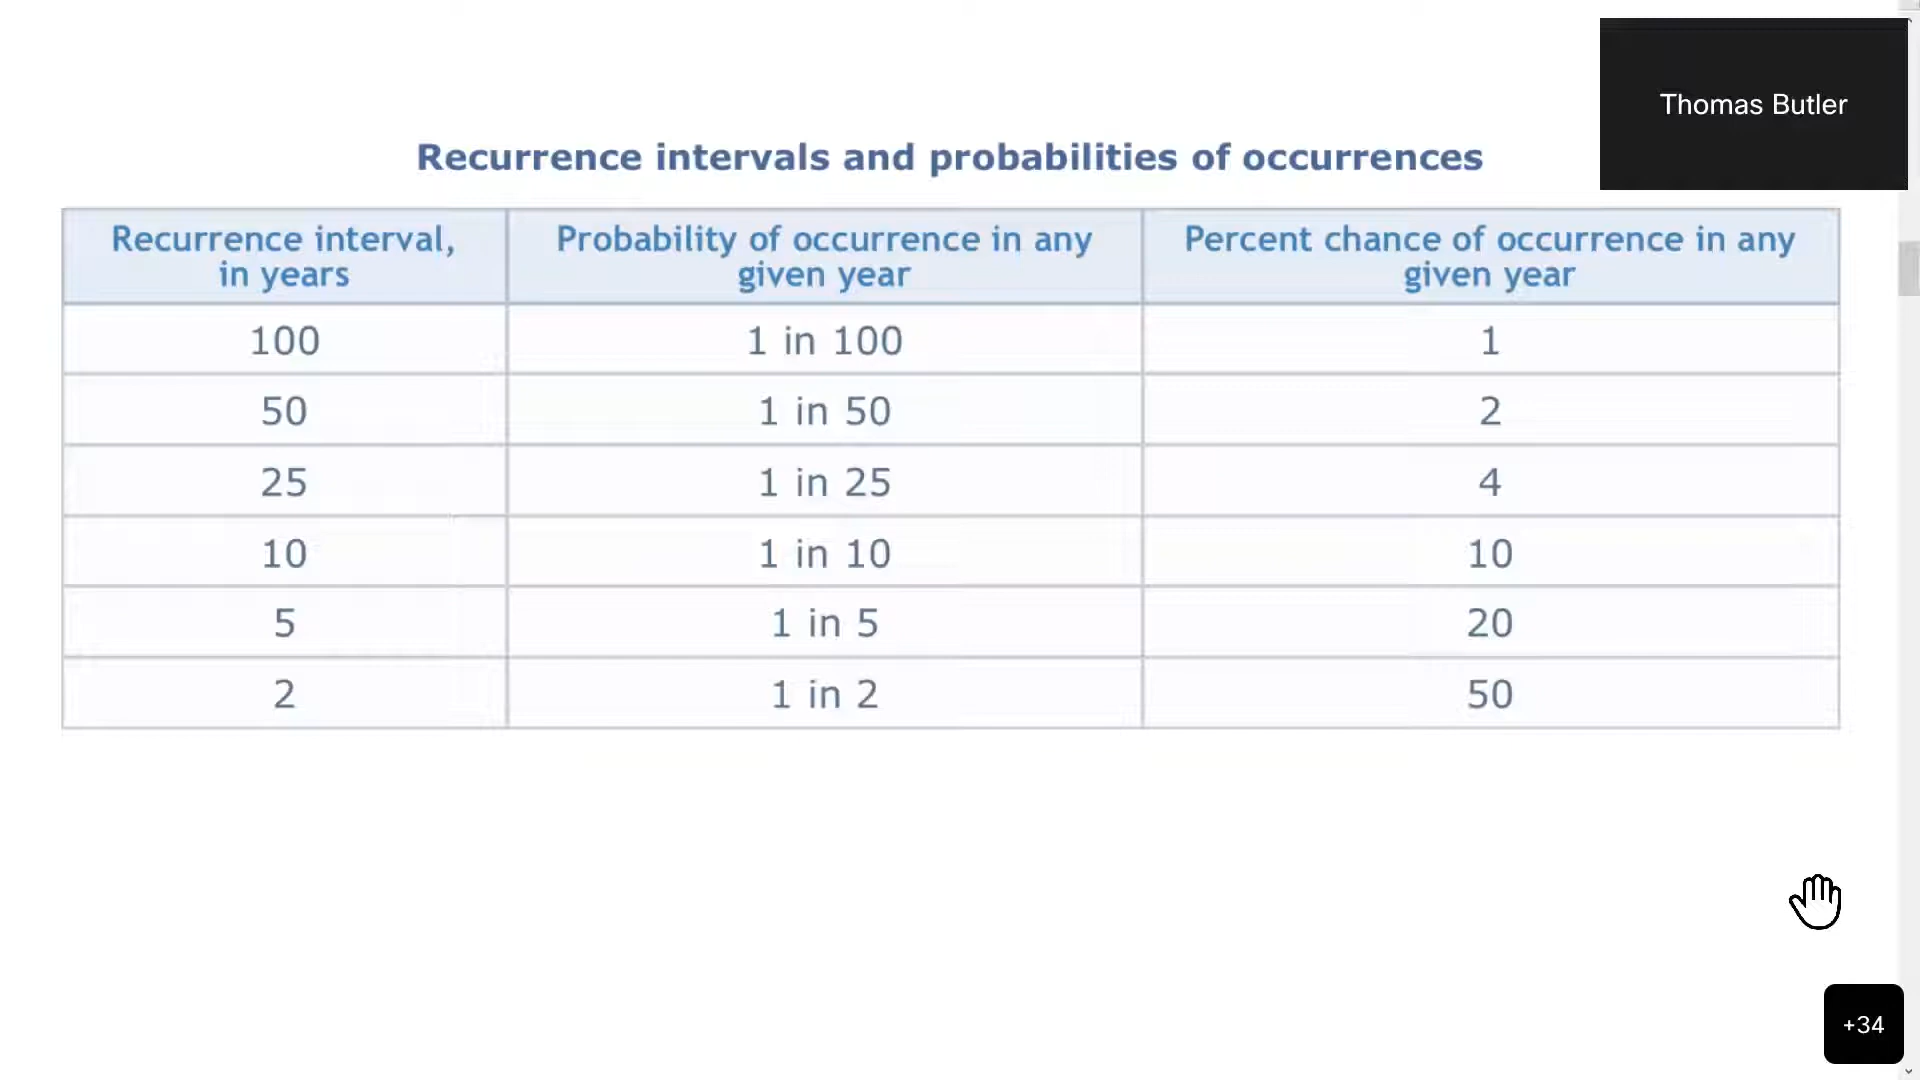 Thomas Butler
Recurrence intervals and probabilities of occurrences
Recurrence interval,
in years
Probability of occurrence in any
given year
Percent chance of occurrence in any
given year
100 1 in 100 1
50 1 in 50 2
25 1 in 25 4
10 1 in 10 10
5 1 in 5 20
2 1 in 2 50
+34